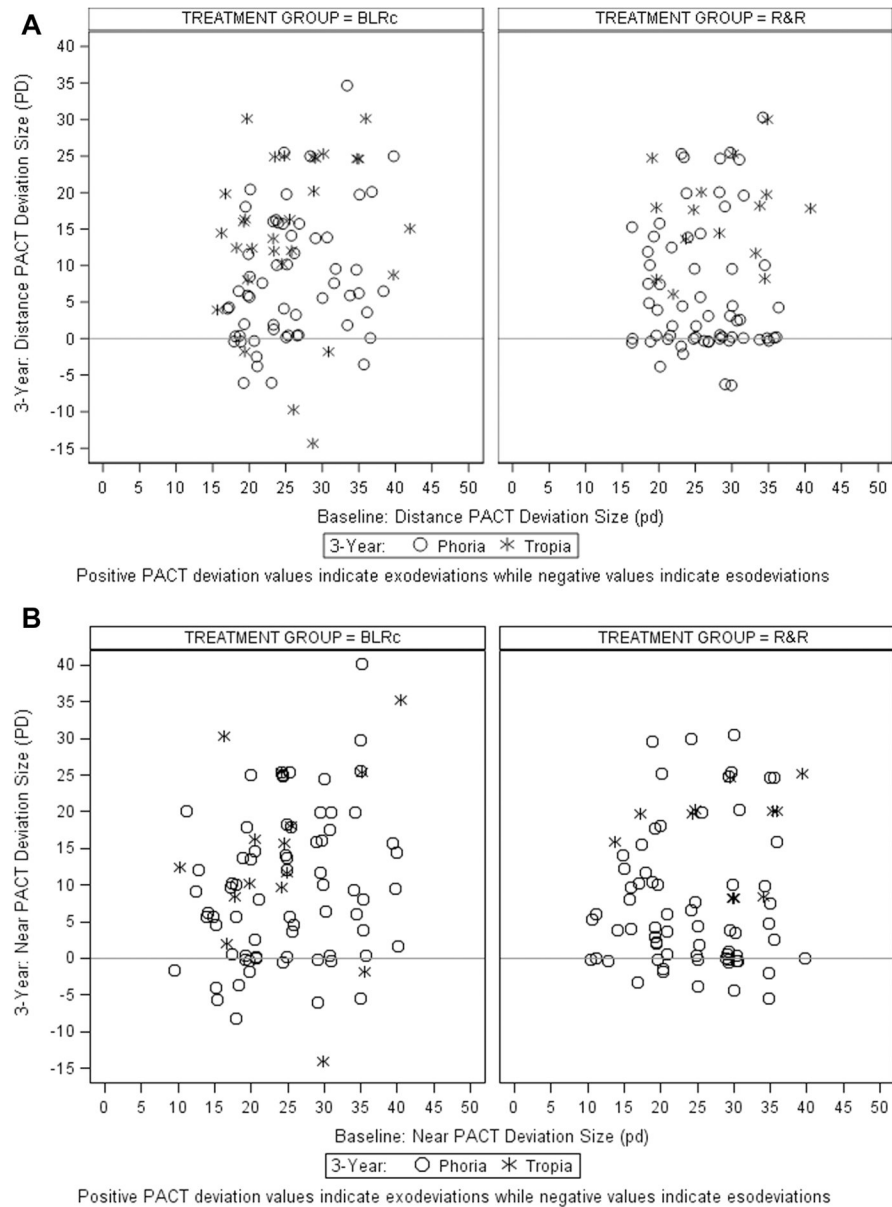 A
TREATMENT GROUP = BLRc
TREATMENT GROUP = R&R
3-Year: Distance PACT Deviation Size (PD)
40
35
30
25
20
15
10
5
0
-5
-10
-15
0 5 10 15 20 25 30 35 40 45 50
0 5 10 15 20 25 30 35 40 45 50
Baseline: Distance PACT Deviation Size (pd)
3-Year: Phoria Tropia
Positive PACT deviation values indicate exodeviations while negative values indicate esodeviations
B
TREATMENT GROUP = BLRc
TREATMENT GROUP = R&R
3-Year: Near PACT Deviation Size (PD)
40
35
30
25
20
15
10
5
0
-5
-10
-15
0 5 10 15 20 25 30 35 40 45 50
0 5 10 15 20 25 30 35 40 45 50
Baseline: Near PACT Deviation Size (pd)
3-Year: Phoria Tropia
Positive PACT deviation values indicate exodeviations while negative values indicate esodeviations